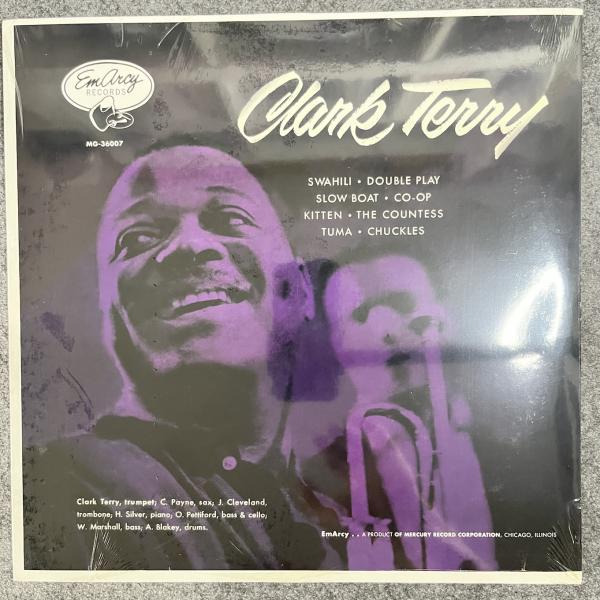 EmArcy
RECORDS
MG-36007
Clark Terry
SWAHILI • DOUBLE PLAY
SLOW BOAT • CO-OP
KITTEN • THE COUNTESS
TUMA • CHUCKLES
Clark Terry, trumpet; C. Payne, sax; J. Cleveland,
trombone; H. Silver, piano; O. Pettiford, bass & cello;
W. Marshall, bass; A. Blakey, drums.
EmArcy . . A PRODUCT OF MERCURY RECORD CORPORATION, CHICAGO, ILLINOIS